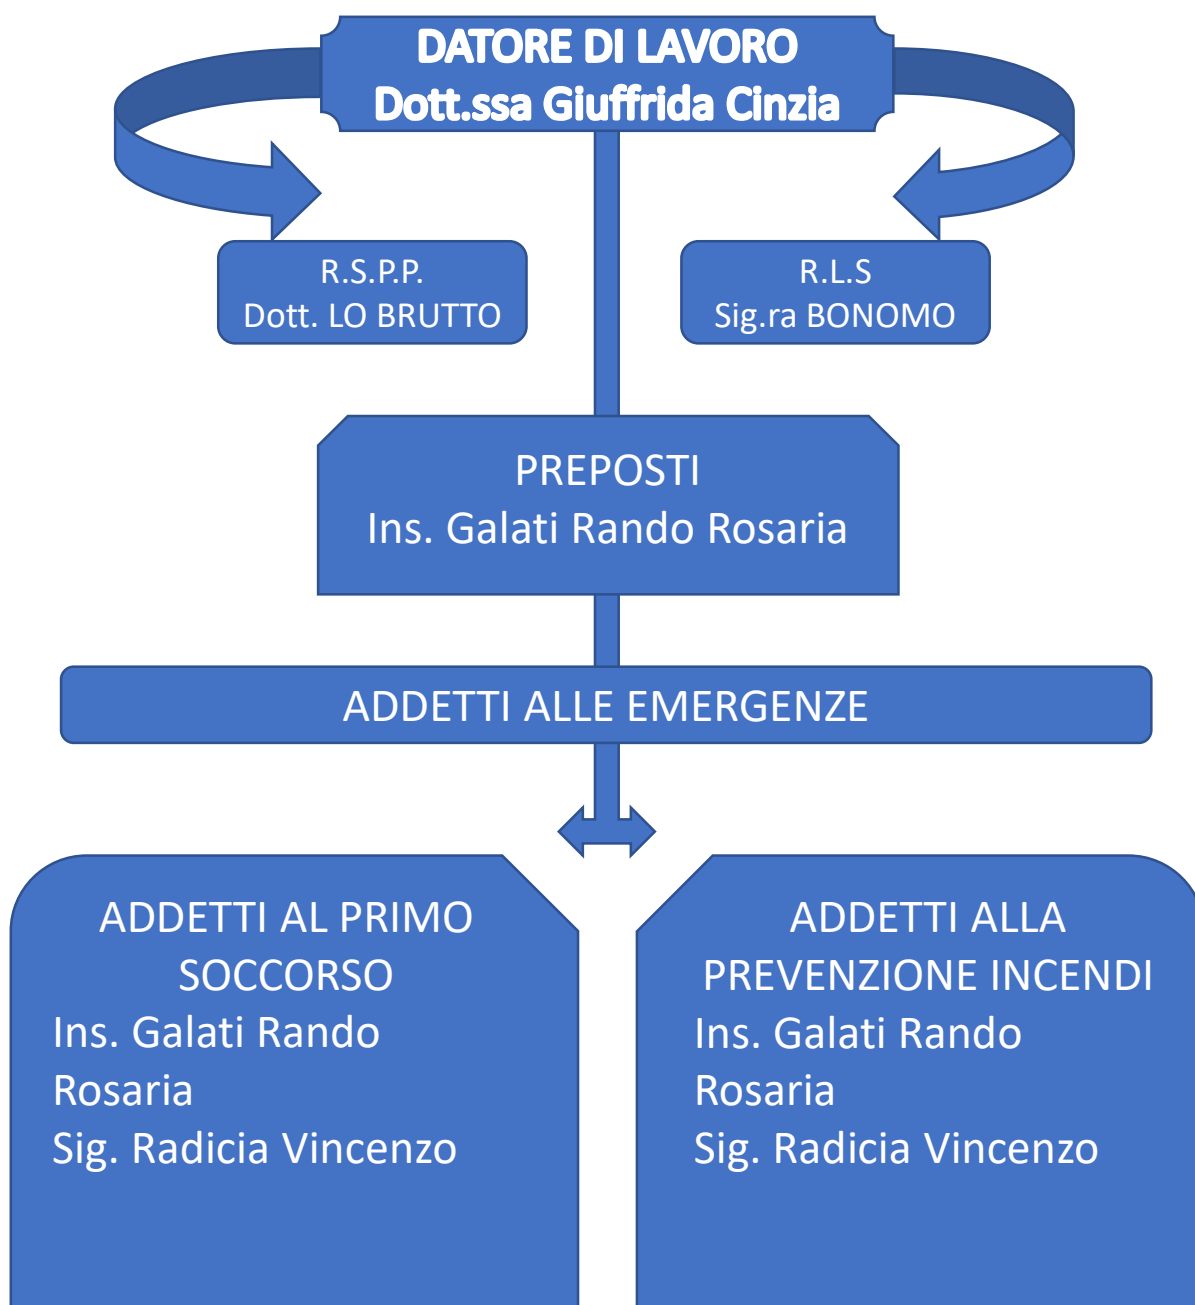 DATORE DI LAVORO
Dott.ssa Giuffrida Cinzia
R.S.P.P.
Dott. LO BRUTTO
R.L.S
Sig.ra BONOMO
PREPOSTI
Ins. Galati Rando Rosaria
ADDETTI ALLE EMERGENZE
ADDETTI AL PRIMO
SOCCORSO
Ins. Galati Rando
Rosaria
Sig. Radicia Vincenzo
ADDETTI ALLA
PREVENZIONE INCENDI
Ins. Galati Rando
Rosaria
Sig. Radicia Vincenzo